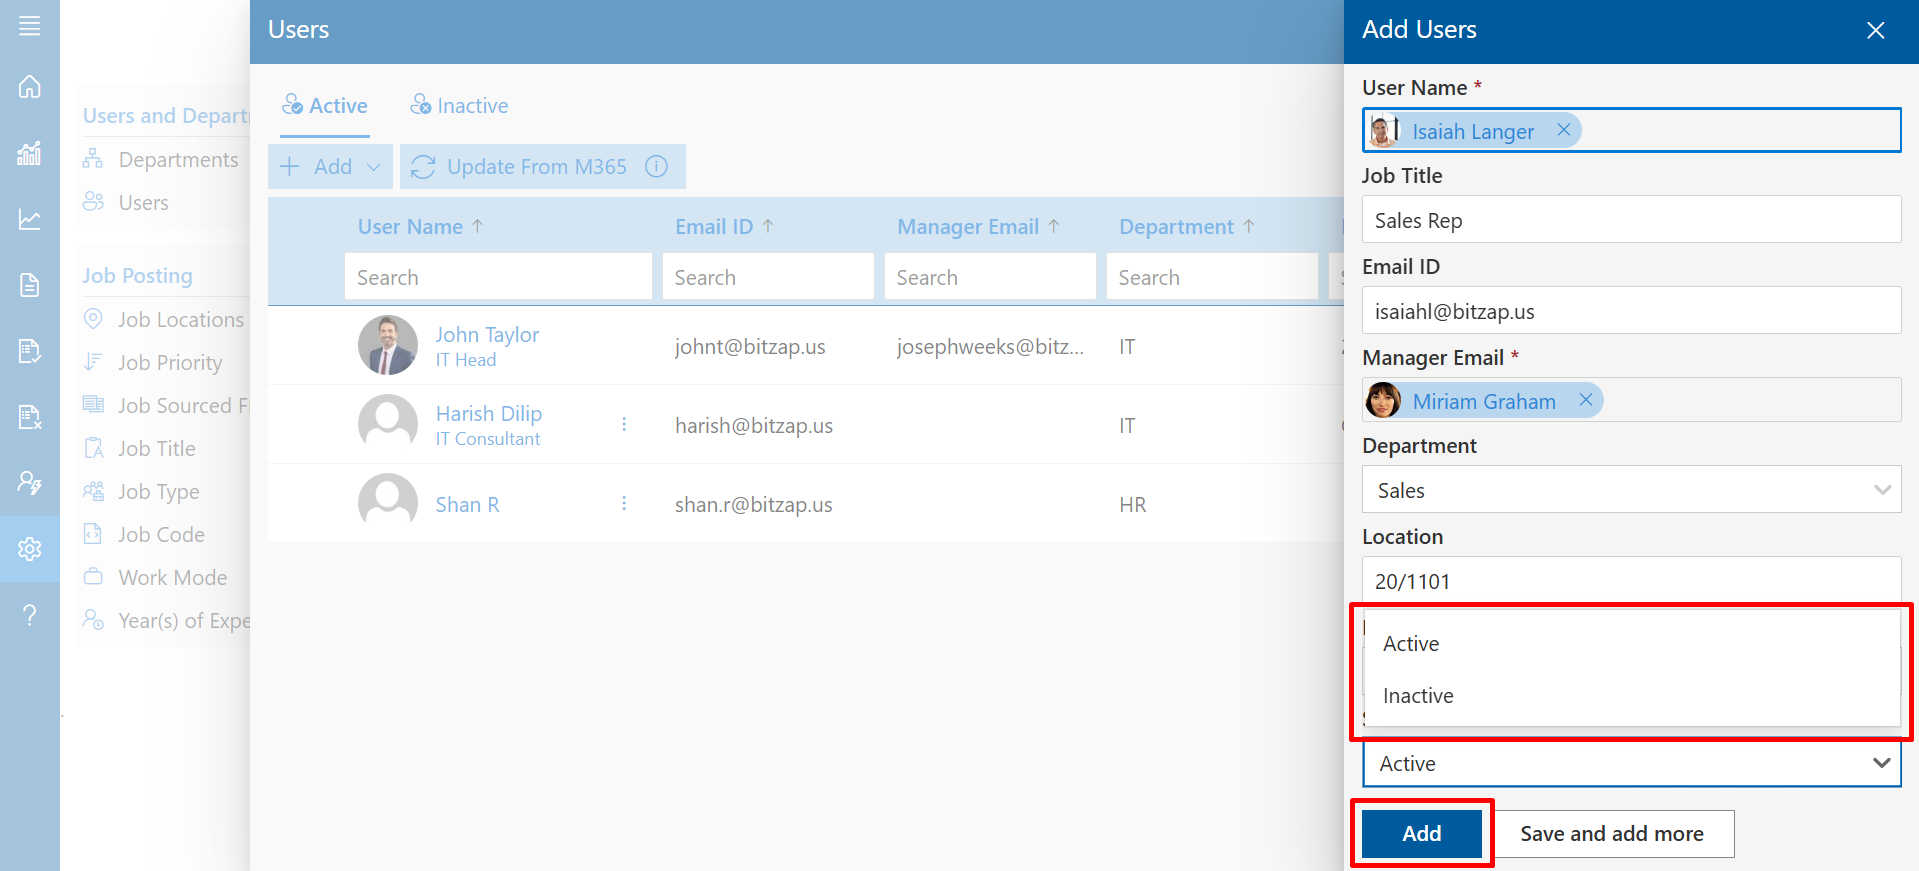 Users
Add Users
Active
Inactive
Add
Update From M365
Users and Depart
Departments
Users
Job Posting
Job Locations
Job Priority
Job Sourced F
Job Title
Job Type
Job Code
Work Mode
Year(s) of Expe
User Name ↑ Email ID ↑ Manager Email ↑ Department ↑
Search Search Search Search
John Taylor
IT Head
johnt@bitzap.us josephweeks@bitz... IT
Harish Dilip
IT Consultant
harish@bitzap.us IT
Shan R shan.r@bitzap.us HR
User Name *
Isaiah Langer
Job Title
Sales Rep
Email ID
isaiahl@bitzap.us
Manager Email *
Miriam Graham
Department
Sales
Location
20/1101
Active
Inactive
Active
Add
Save and add more